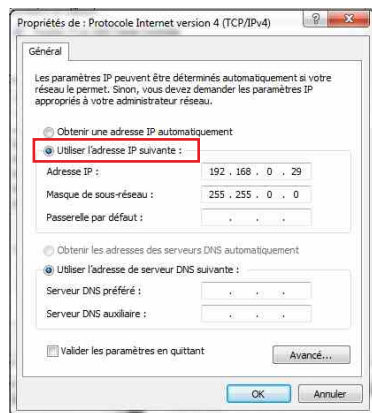 Propriétés de : Protocole Internet version 4 (TCP/IPv4)
Général
Les paramètres IP peuvent être déterminés automatiquement si votre
réseau le permet. Sinon, vous devez demander les paramètres IP
appropriés à votre administrateur réseau.
Obtenir une adresse IP automatiquement
Utiliser l'adresse IP suivante :
Adresse IP : 192 . 168 . 0 . 29
Masque de sous-réseau : 255 . 255 . 0 . 0
Passerelle par défaut : . . .
Obtenir les adresses des serveurs DNS automatiquement
Utiliser l'adresse de serveur DNS suivante :
Serveur DNS préféré : . . .
Serveur DNS auxiliaire : . . .
Valider les paramètres en quittant
Avancé...
OK Annuler